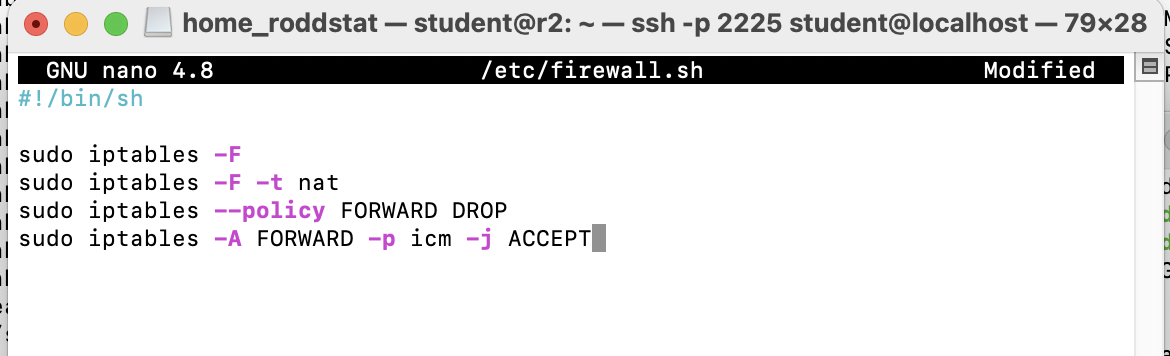 home_roddstat — student@r2: ~ — ssh -p 2225 student@localhost — 79×28
GNU nano 4.8 /etc/firewall.sh Modified
#!/bin/sh
sudo iptables -F
sudo iptables -F -t nat
sudo iptables --policy FORWARD DROP
sudo iptables -A FORWARD -p icm -j ACCEPT